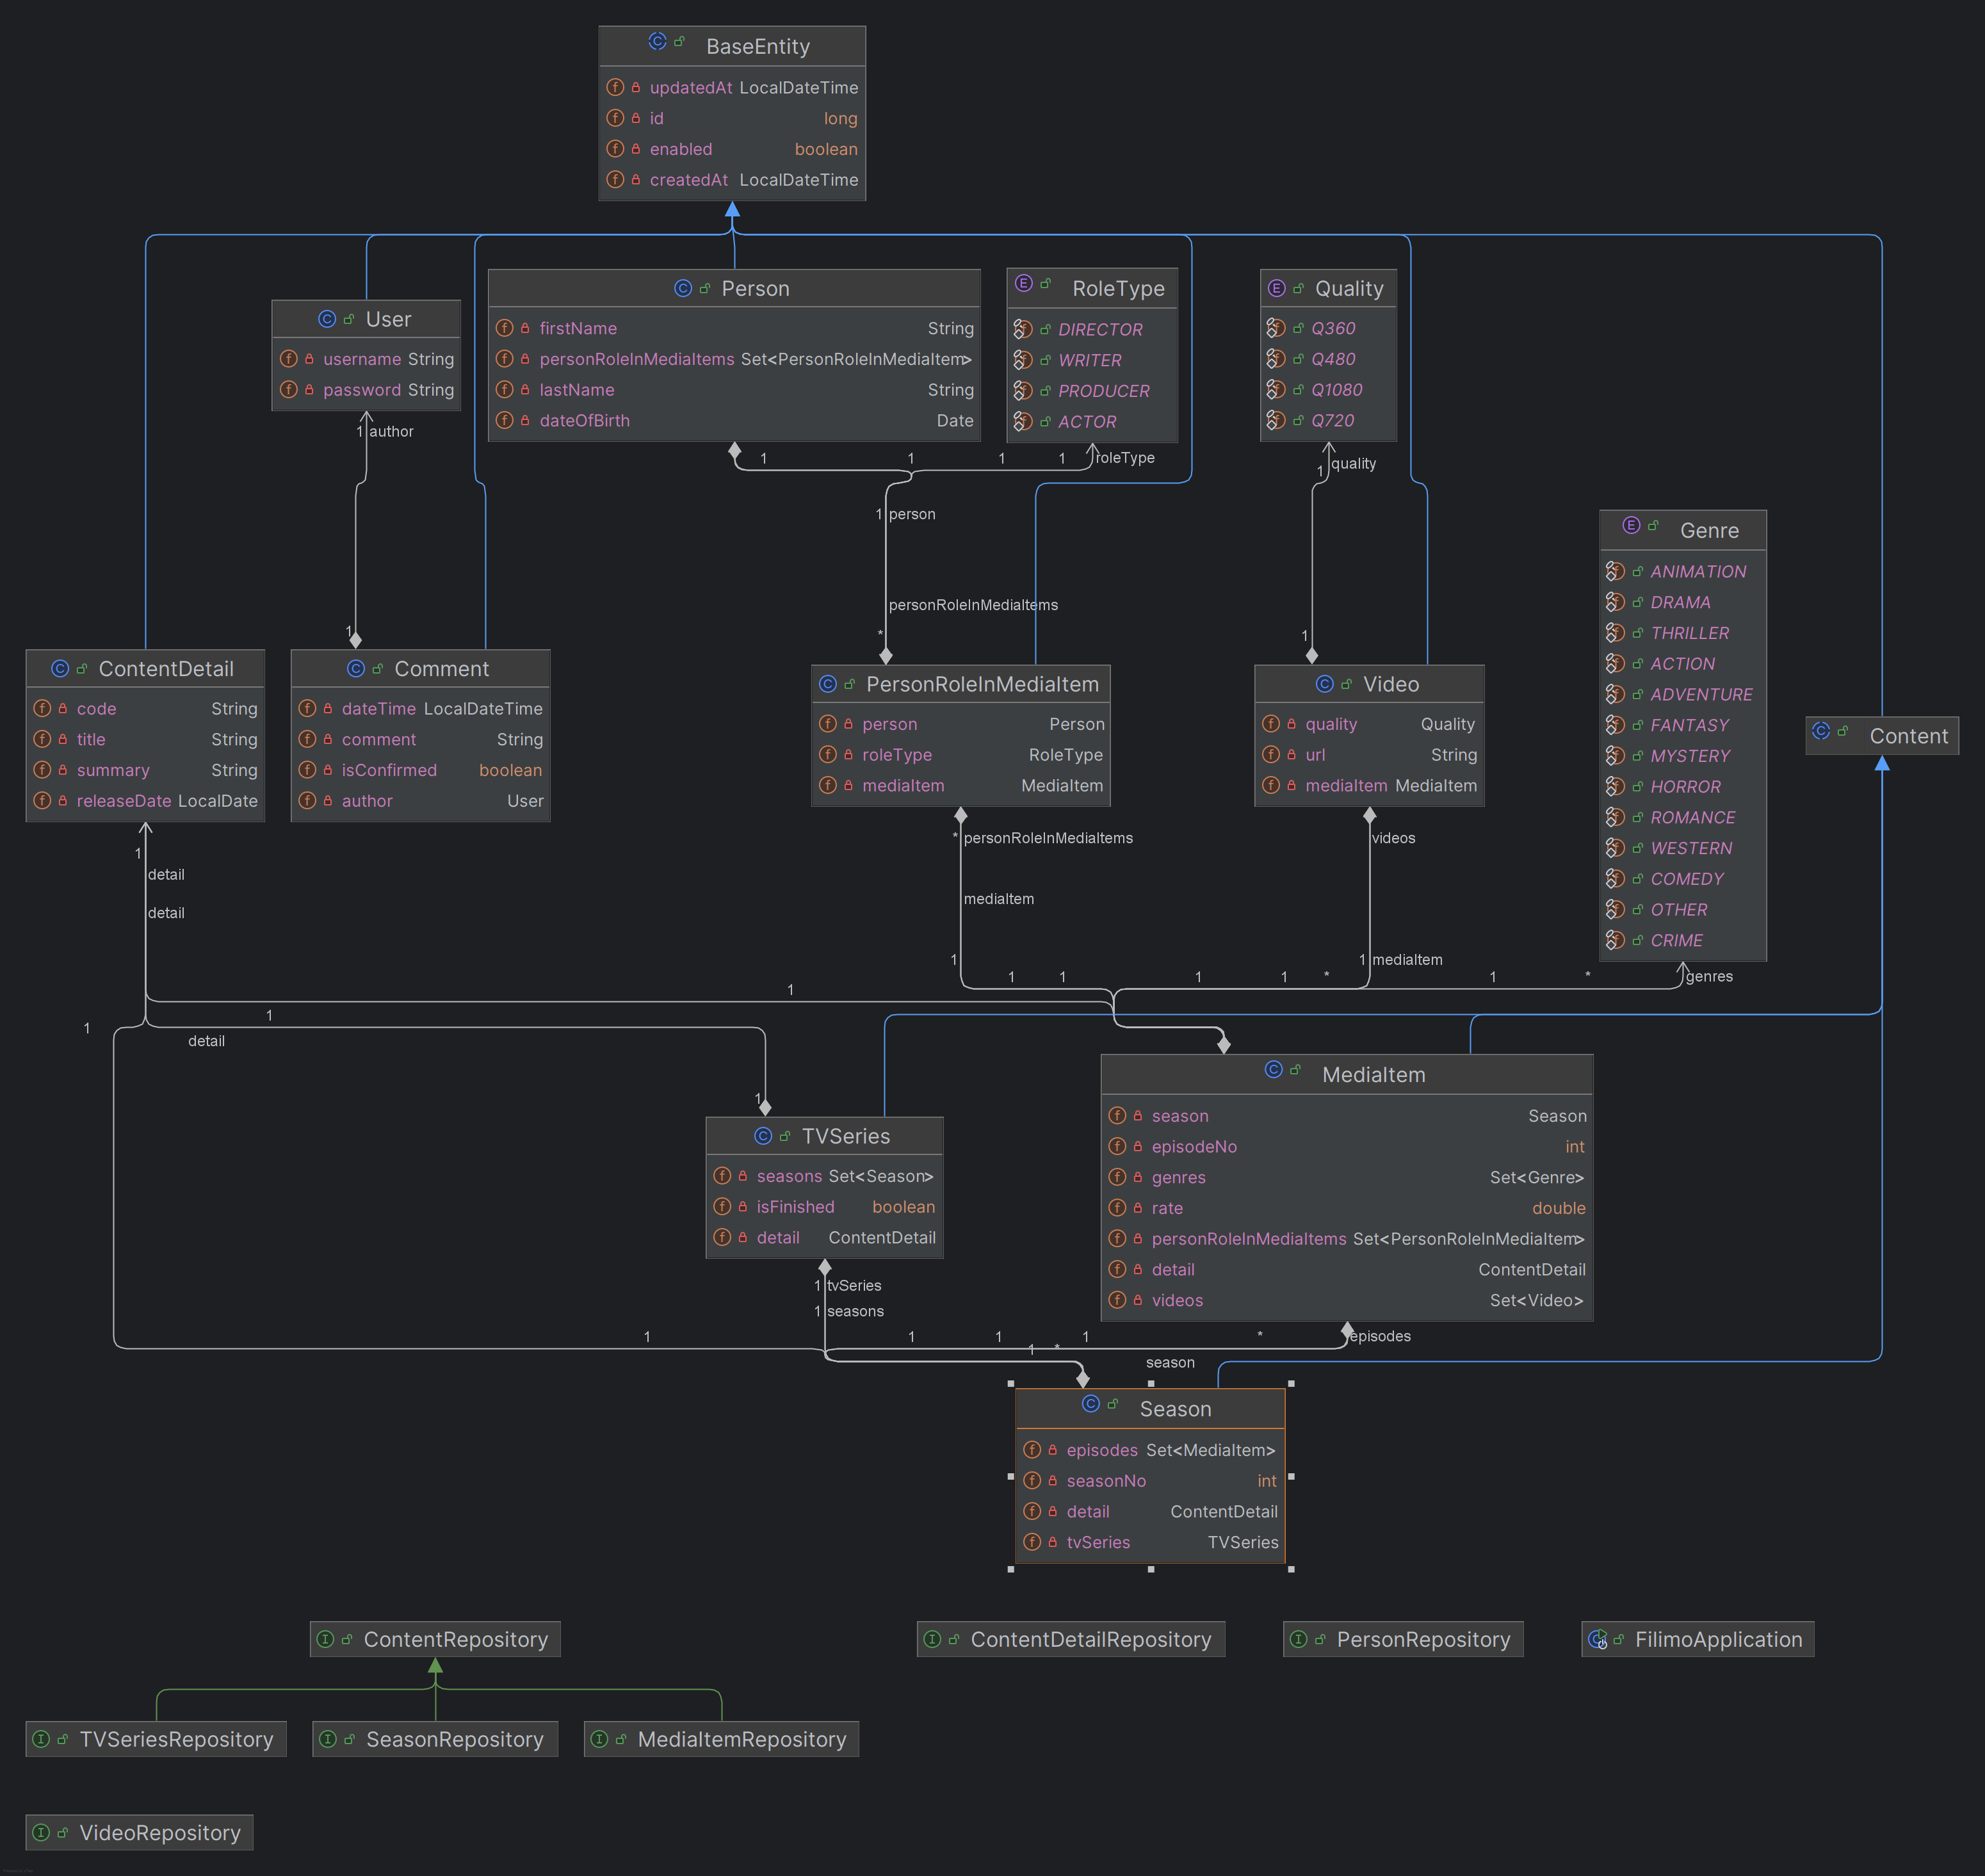 BaseEntity
updatedAt LocalDateTime
id long
enabled boolean
createdAt LocalDateTime
User
username String
password String
Person
firstName String
personRoleInMediaItems Set<PersonRoleInMediaItem>
lastName String
dateOfBirth Date
RoleType
DIRECTOR
WRITER
PRODUCER
ACTOR
Quality
Q360
Q480
Q1080
Q720
1 author
1 1 1 1 roleType
1 quality
1 person
Genre
ANIMATION
DRAMA
THRILLER
ACTION
ADVENTURE
FANTASY
MYSTERY
HORROR
ROMANCE
WESTERN
COMEDY
OTHER
CRIME
personRoleInMediaItems
1 * 1
ContentDetail
code String
title String
summary String
releaseDate LocalDate
Comment
dateTime LocalDateTime
comment String
isConfirmed boolean
author User
PersonRoleInMediaItem
person Person
roleType RoleType
mediaItem MediaItem
Video
quality Quality
url String
mediaItem MediaItem
Content
* personRoleInMediaItems
videos
1
detail
mediaItem
detail
1 1 mediaItem
1 1 1 1 * 1 * genres
1
1 1
detail
MediaItem
season Season
episodeNo int
genres Set<Genre>
rate double
personRoleInMediaItems Set<PersonRoleInMediaItem>
detail ContentDetail
videos Set<Video>
1
TVSeries
seasons Set<Season>
isFinished boolean
detail ContentDetail
1 tvSeries
1 seasons
1 1 1 1 * episodes
1 *
season
Season
episodes Set<MediaItem>
seasonNo int
detail ContentDetail
tvSeries TVSeries
ContentRepository
ContentDetailRepository
PersonRepository
FilimoApplication
TVSeriesRepository
SeasonRepository
MediaItemRepository
VideoRepository